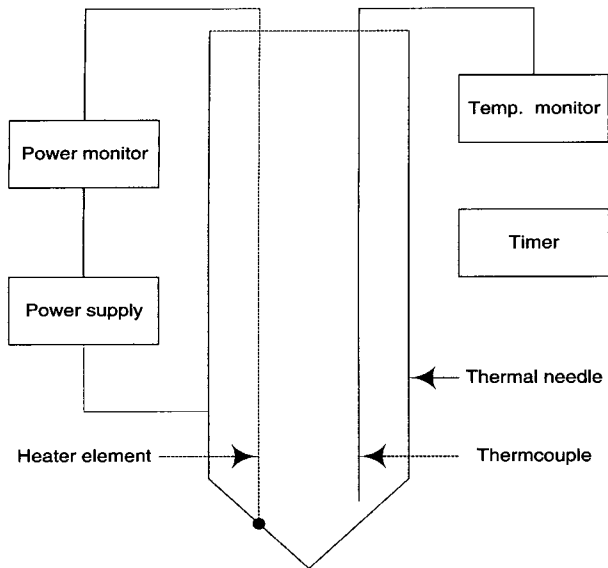 Power monitor
Temp. monitor
Timer
Power supply
Thermal needle
Heater element
Thermcouple